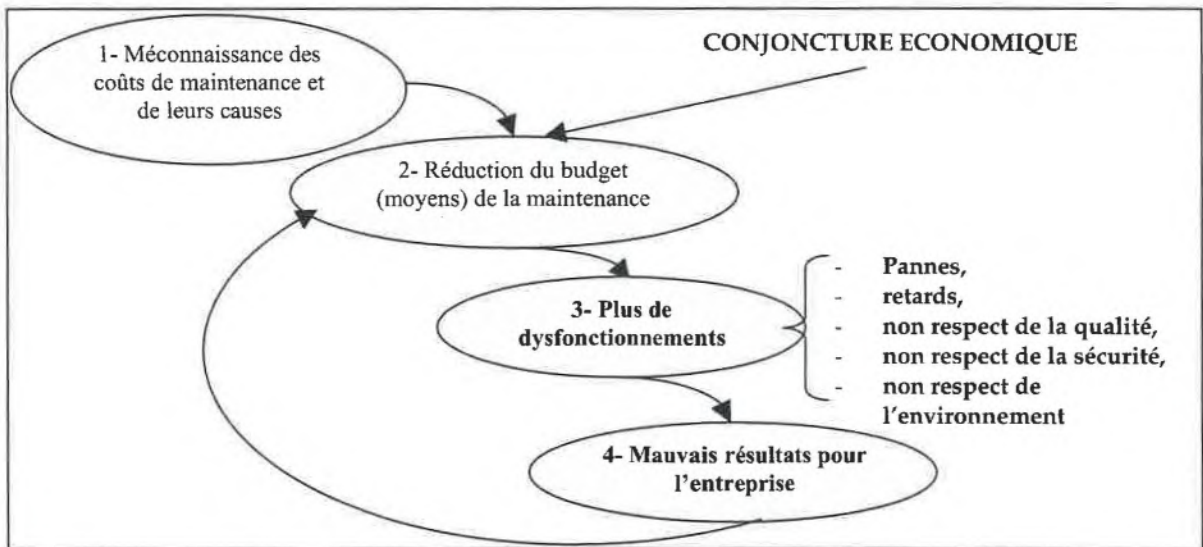 1- Méconnaissance des
coûts de maintenance et
de leurs causes
CONJONCTURE ECONOMIQUE
2- Réduction du budget
(moyens) de la maintenance
3- Plus de
dysfonctionnements
- Pannes,
- retards,
- non respect de la qualité,
- non respect de la sécurité,
- non respect de
l'environnement
4- Mauvais résultats pour
l'entreprise